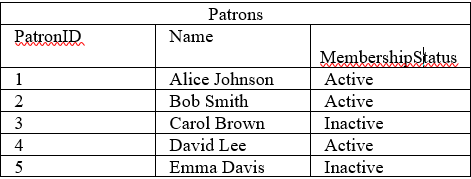 Patrons
PatronID Name MembershipStatus
1 Alice Johnson Active
2 Bob Smith Active
3 Carol Brown Inactive
4 David Lee Active
5 Emma Davis Inactive